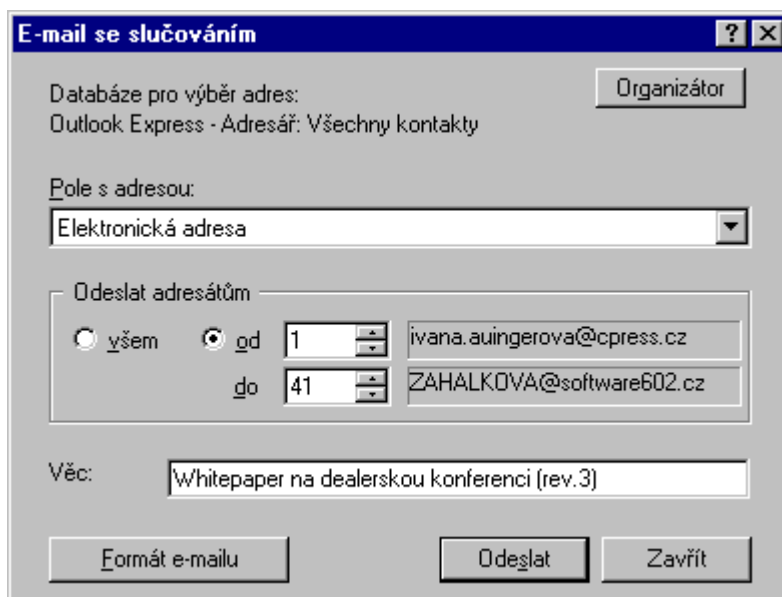 E-mail se slučováním
Databáze pro výběr adres:
Organizátor
Outlook Express - Adresář: Všechny kontakty
Pole s adresou:
Elektronická adresa
Odeslat adresátům
všem od 1 ivana.auingerova@cpress.cz
do 41 ZAHALKOVA@software602.cz
Věc: Whitepaper na dealerskou konferenci (rev.3)
Formát e-mailu Odeslat Zavřít